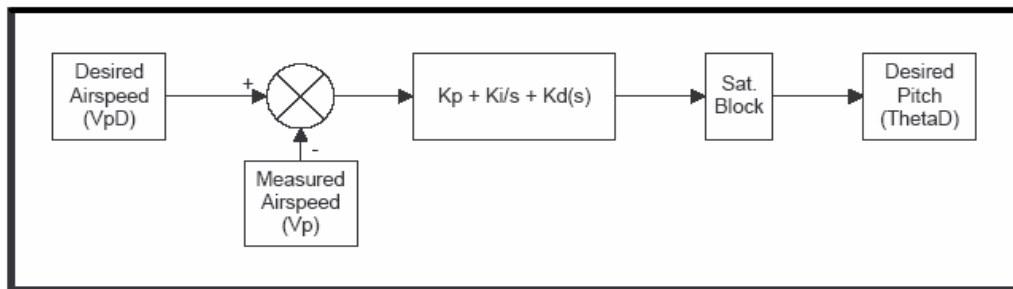 Desired
Airspeed
(VpD)
+
-
Measured
Airspeed
(Vp)
Kp + Ki/s + Kd(s)
Sat.
Block
Desired
Pitch
(ThetaD)